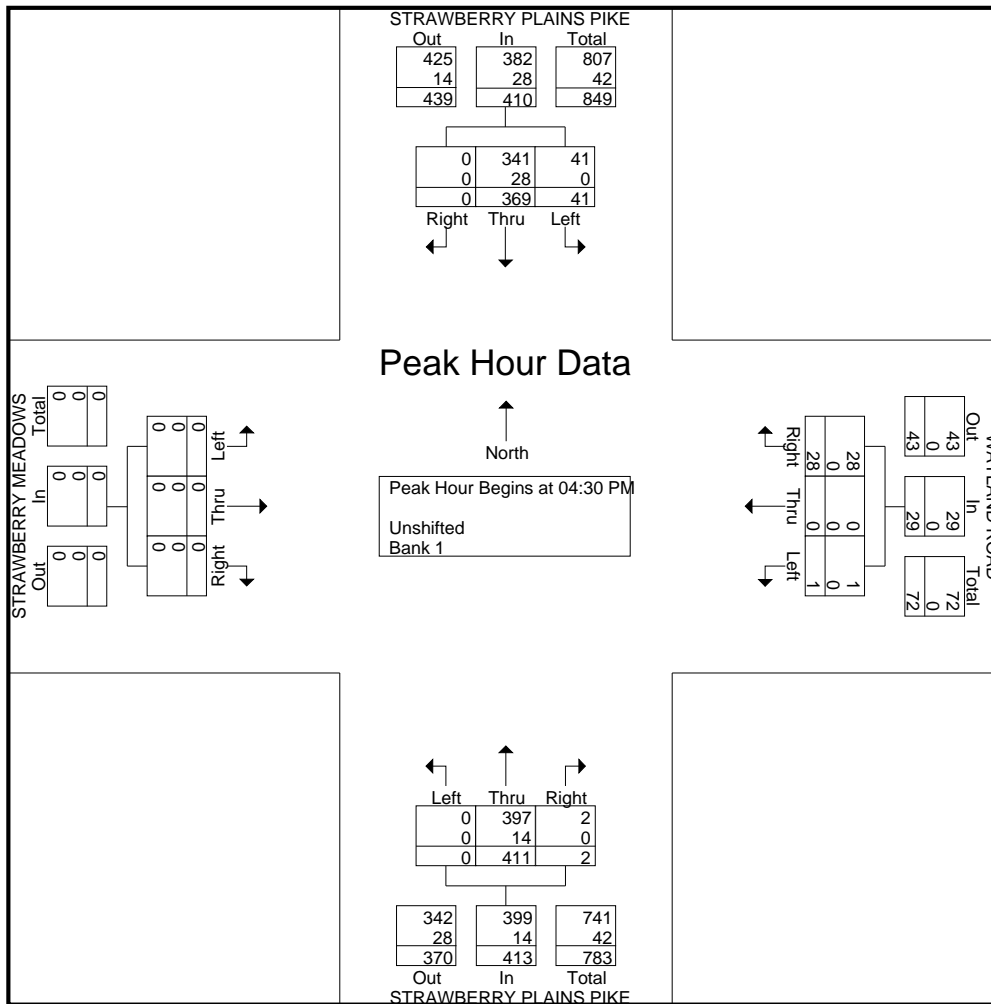 STRAWBERRY PLAINS PIKE
Out In Total
425 382 807
14 28 42
439 410 849
0 341 41
0 28 0
0 369 41
Right Thru Left
Peak Hour Data
North
Peak Hour Begins at 04:30 PM
Unshifted
Bank 1
STRAWBERRY MEADOWS
Total In Out
0 0 0
0 0 0
0 0 0
Left Thru Right
0 0 0
0 0 0
0 0 0
WAYLAND ROAD
Out In Total
43 29 72
0 0 0
43 29 72
28 0 1
0 0 0
28 0 1
Right Thru Left
Left Thru Right
0 397 2
0 14 0
0 411 2
342 399 741
28 14 42
370 413 783
Out In Total
STRAWBERRY PLAINS PIKE